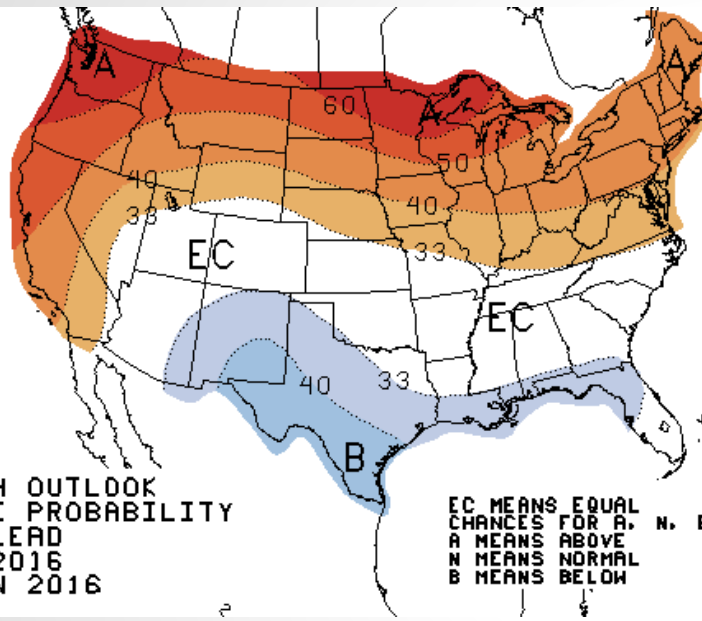 A
A
A
60
50
40
40
33
33
EC
EC
40
33
B
H OUTLOOK
PROBABILITY
LEAD
2016
N 2016
EC MEANS EQUAL
CHANCES FOR A, N, B
A MEANS ABOVE
N MEANS NORMAL
B MEANS BELOW